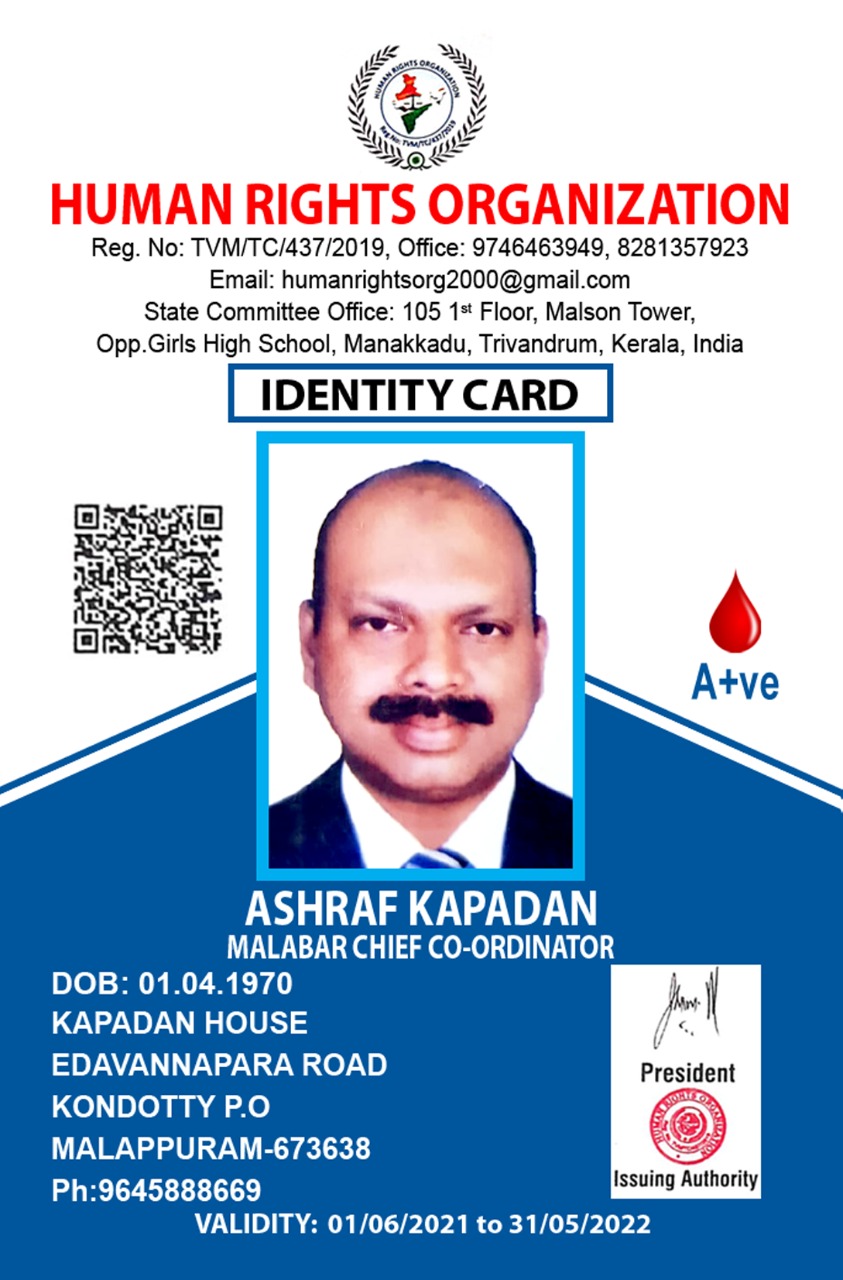 HUMAN RIGHTS ORGANIZATION
Reg No: TVM/TC/437/2019
HUMAN RIGHTS ORGANIZATION
Reg. No: TVM/TC/437/2019, Office: 9746463949, 8281357923
Email: humanrightsorg2000@gmail.com
State Committee Office: 105 1st Floor, Malson Tower,
Opp.Girls High School, Manakkadu, Trivandrum, Kerala, India
IDENTITY CARD
A+ve
ASHRAF KAPADAN
MALABAR CHIEF CO-ORDINATOR
DOB: 01.04.1970
KAPADAN HOUSE
EDAVANNAPARA ROAD
KONDOTTY P.O
MALAPPURAM-673638
Ph:9645888669
President
HUMAN RIGHTS ORGANIZATION
Issuing Authority
VALIDITY: 01/06/2021 to 31/05/2022